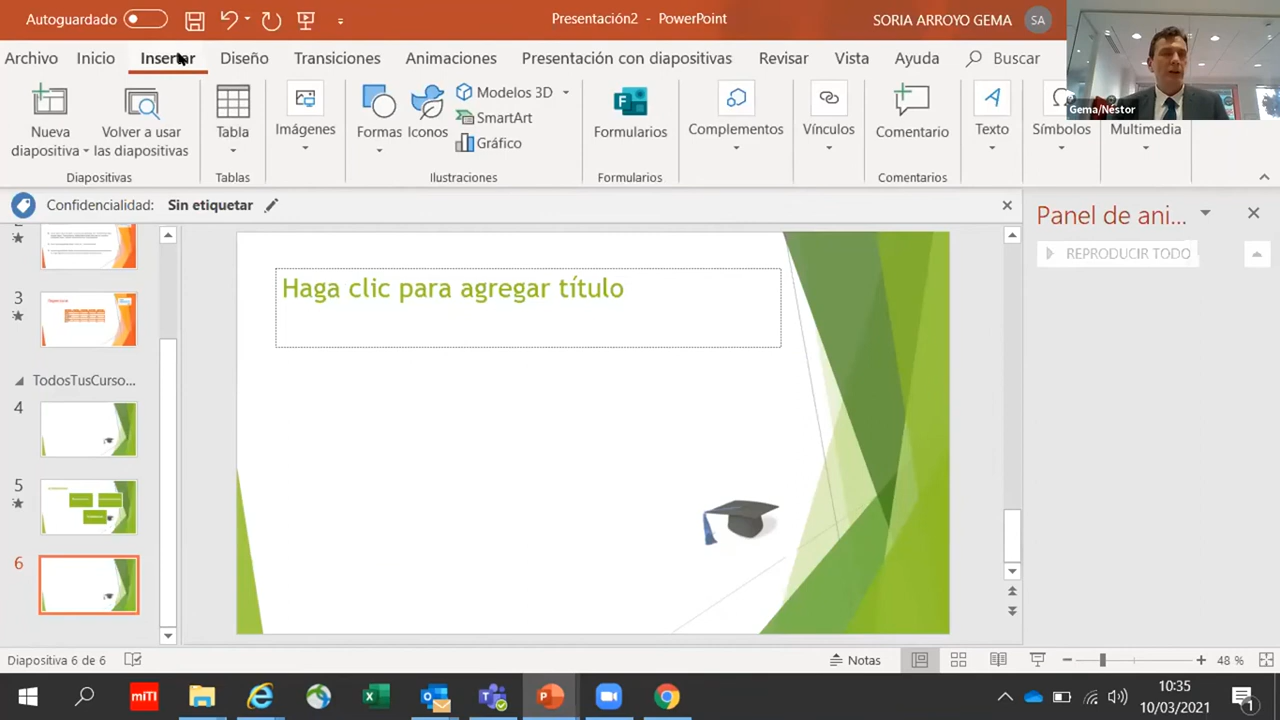 Autoguardado
Presentación2 - PowerPoint
SORIA ARROYO GEMA
SA
Archivo
Inicio
Insertar
Diseño
Transiciones
Animaciones
Presentación con diapositivas
Revisar
Vista
Ayuda
Buscar
Gema/Nestor
Nueva
diapositiva
Volver a usar
las diapositivas
Diapositivas
Tabla
Tablas
Imágenes
Formas
Iconos
Modelos 3D
SmartArt
Gráfico
Ilustraciones
Formularios
Formularios
Complementos
Vínculos
Comentario
Comentarios
Texto
Símbolos
Multimedia
Confidencialidad:
Sin etiquetar
Panel de ani...
REPRODUCIR TODO
3
TodosTusCurso...
4
5
6
Haga clic para agregar título
Diapositiva 6 de 6
Notas
48 %
miTI
10:35
10/03/2021
1